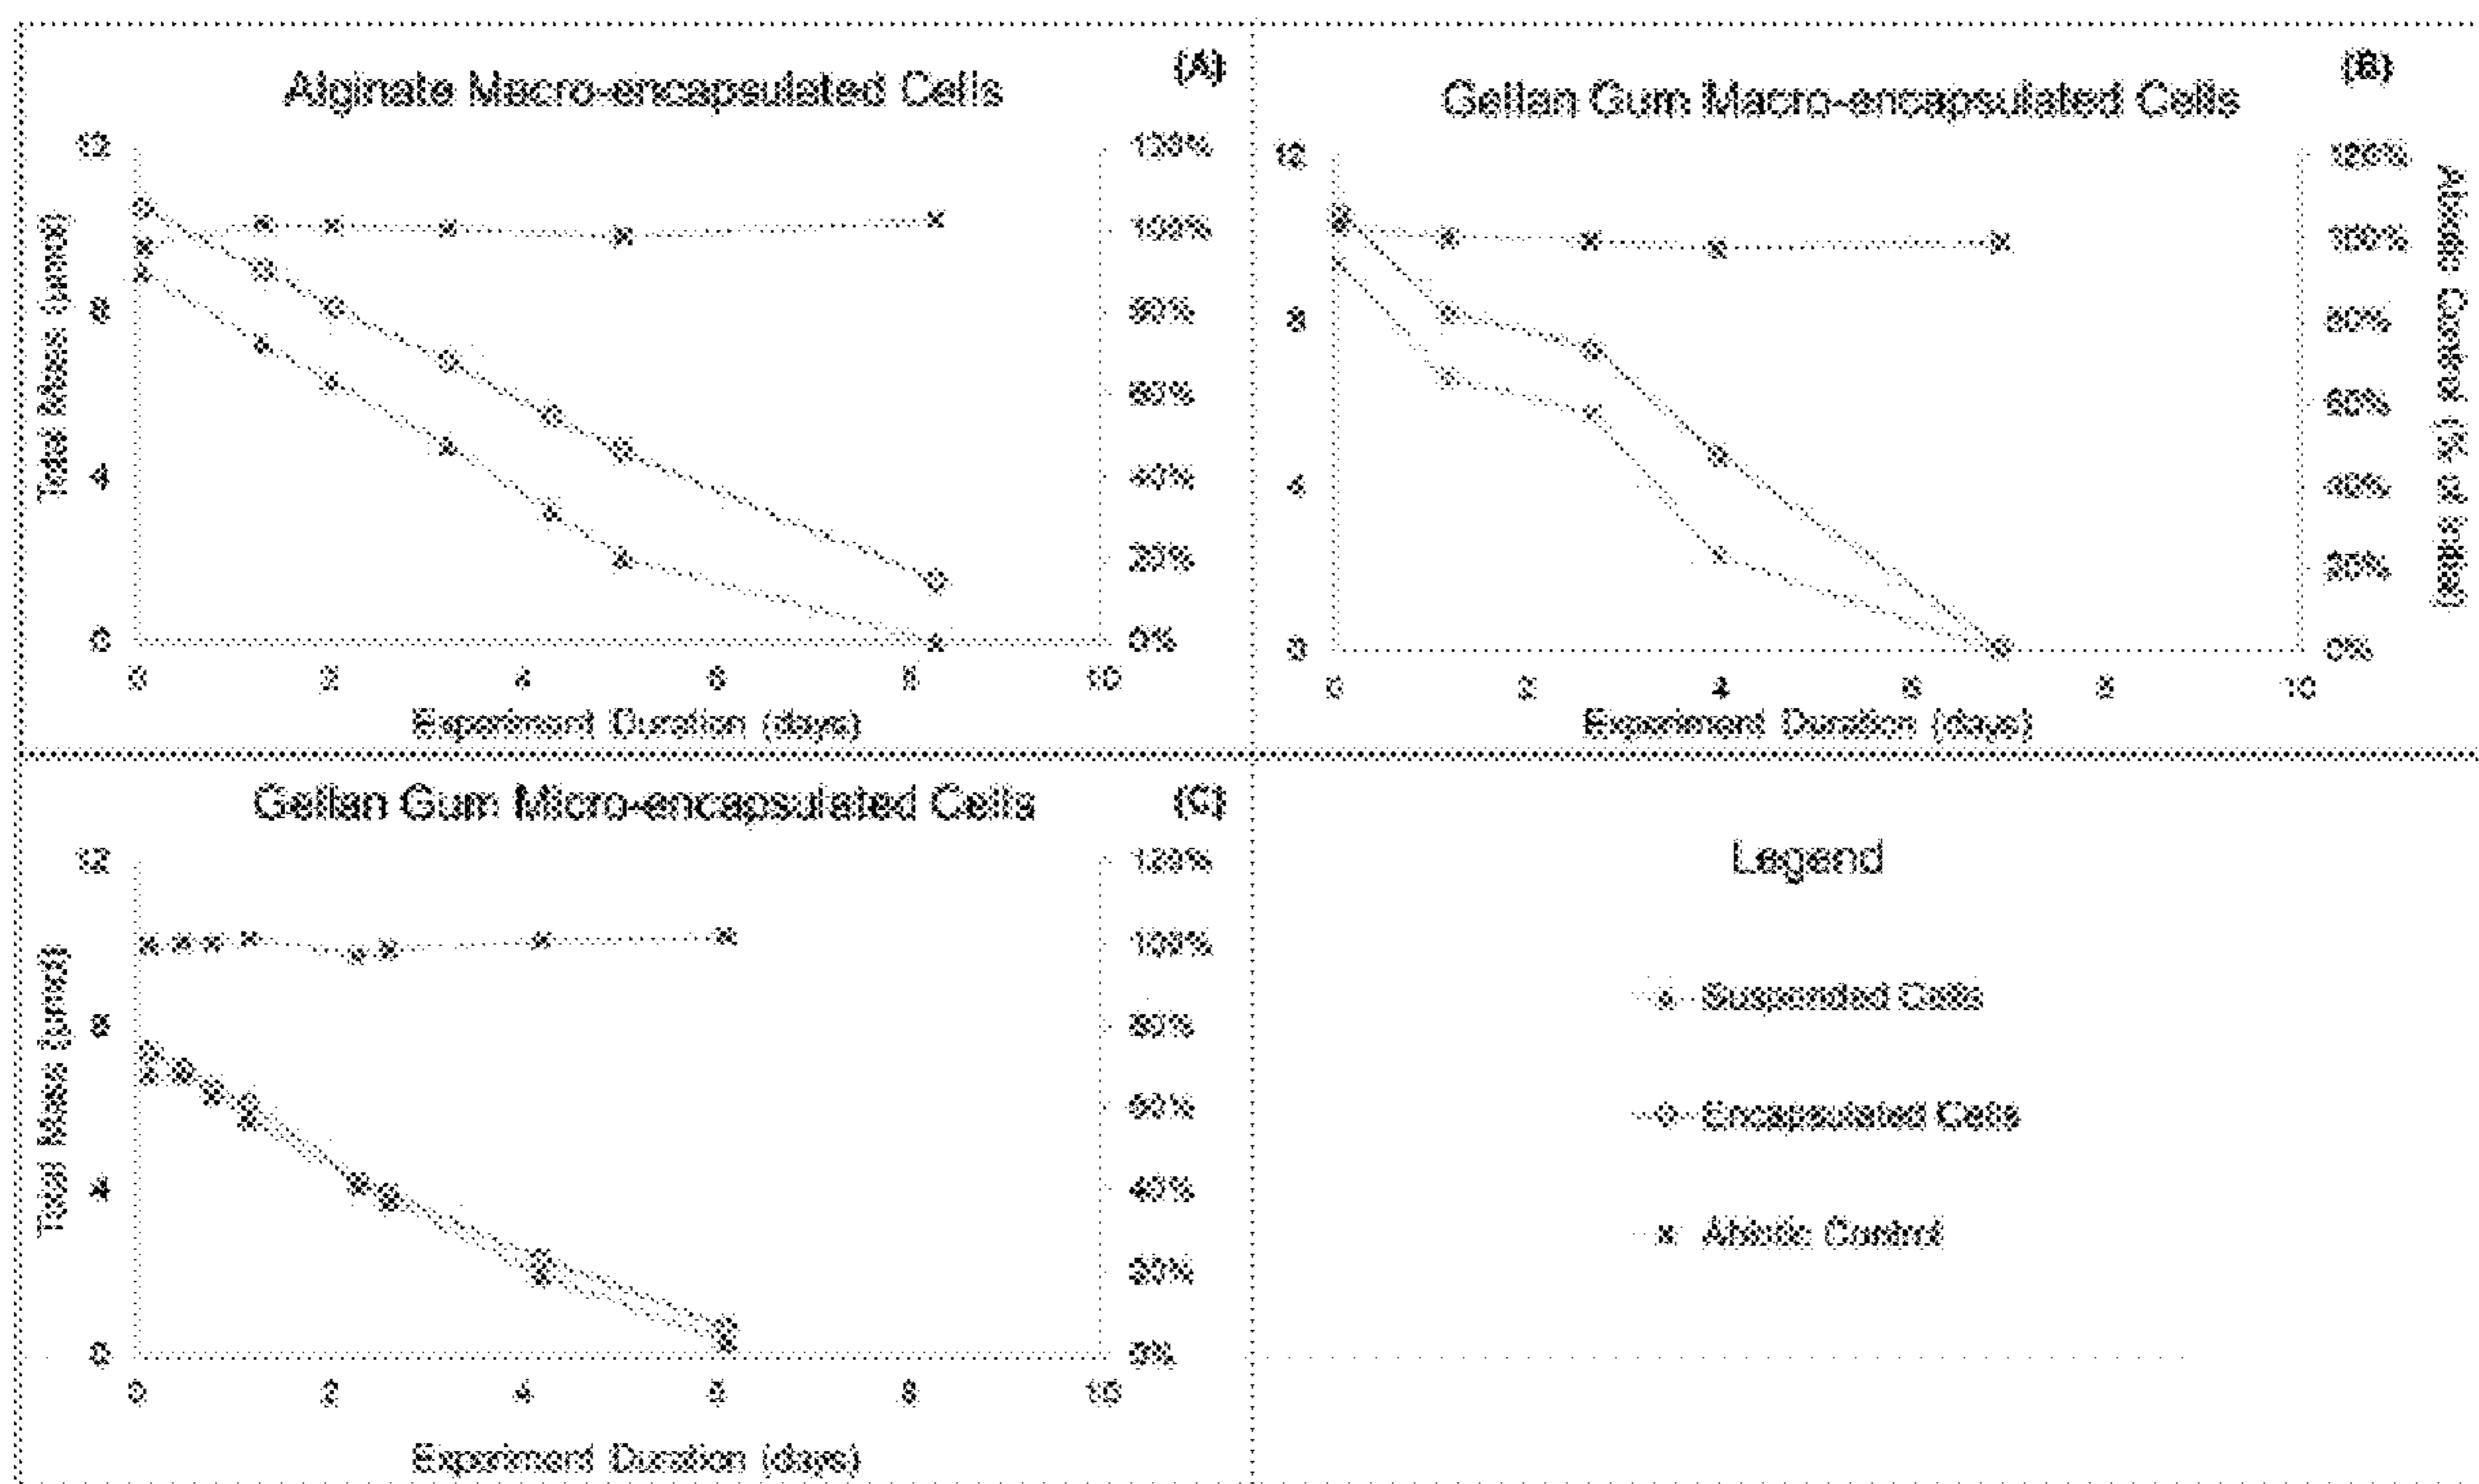 (A)
Alginate Macro-encapsulated Cells
12
8
4
0
Total Mass (µmol)
120%
100%
80%
60%
40%
20%
0%
0 2 4 6 8 10
Experiment Duration (days)
(B)
Gellan Gum Macro-encapsulated Cells
12
8
4
0
120%
100%
80%
60%
40%
20%
0%
Abiotic Control (% of Initial)
0 2 4 6 8 10
Experiment Duration (days)
Gellan Gum Micro-encapsulated Cells
(C)
12
8
4
0
Total Mass (µmol)
120%
100%
80%
60%
40%
20%
0%
0 2 4 6 8 10
Experiment Duration (days)
Legend
Suspended Cells
Encapsulated Cells
Abiotic Control